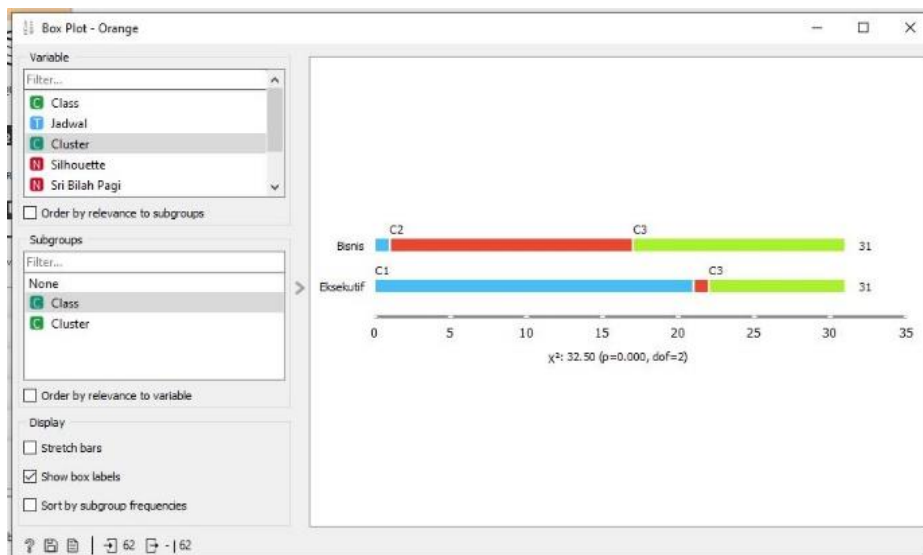 Box Plot - Orange
Variable
Filter...
C Class
T Jadwal
C Cluster
N Silhouette
N Sri Bilah Pagi
Order by relevance to subgroups
Subgroups
Filter...
None
C Class
C Cluster
Order by relevance to variable
Display
Stretch bars
Show box labels
Sort by subgroup frequencies
? 62 - | 62
C2 C3
Bisnis 31
C1 C3
Eksekutif 31
0 5 10 15 20 25 30 35
χ²: 32.50 (p=0.000, dof=2)